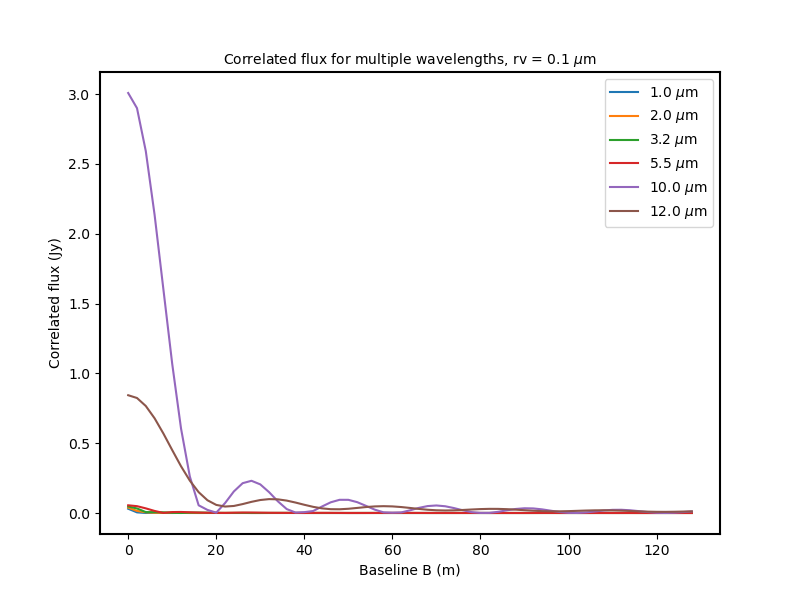 Correlated flux for multiple wavelengths, rv = 0.1 μm
3.0
2.5
2.0
1.5
1.0
0.5
0.0
Correlated flux (Jy)
1.0 μm
2.0 μm
3.2 μm
5.5 μm
10.0 μm
12.0 μm
0 20 40 60 80 100 120
Baseline B (m)